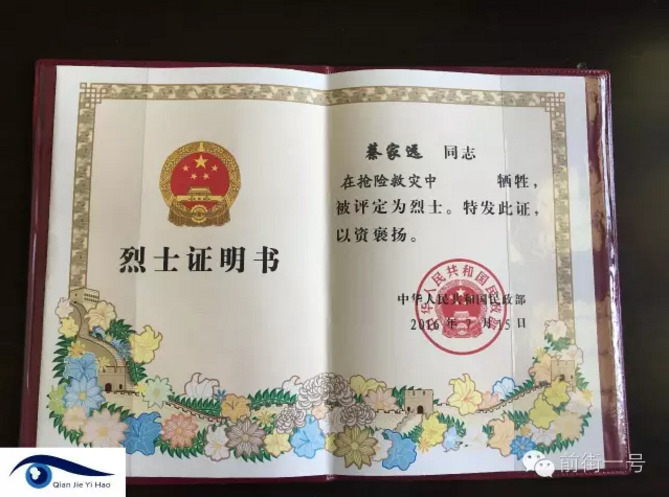 烈士证明书
蔡家远 同志
在抢险救灾中 牺牲，
被评定为烈士。特发此证，
以资褒扬。
中华人民共和国民政部
2016年7月15日
中华人民共和国民政部
Qian Jie Yi Hao
前街一号